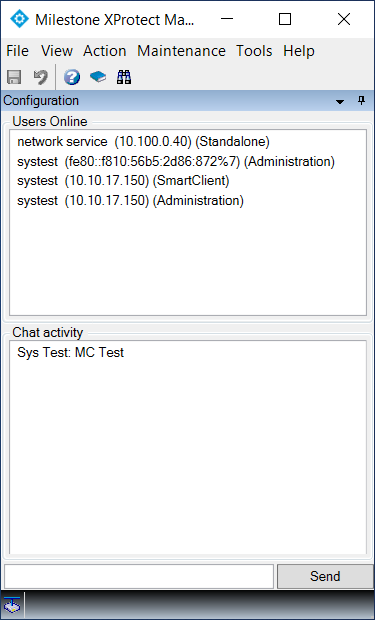 Milestone XProtect Ma...
File View Action Maintenance Tools Help
Configuration
Users Online
network service (10.100.0.40) (Standalone)
systest (fe80::f810:56b5:2d86:872%7) (Administration)
systest (10.10.17.150) (SmartClient)
systest (10.10.17.150) (Administration)
Chat activity
Sys Test: MC Test
Send